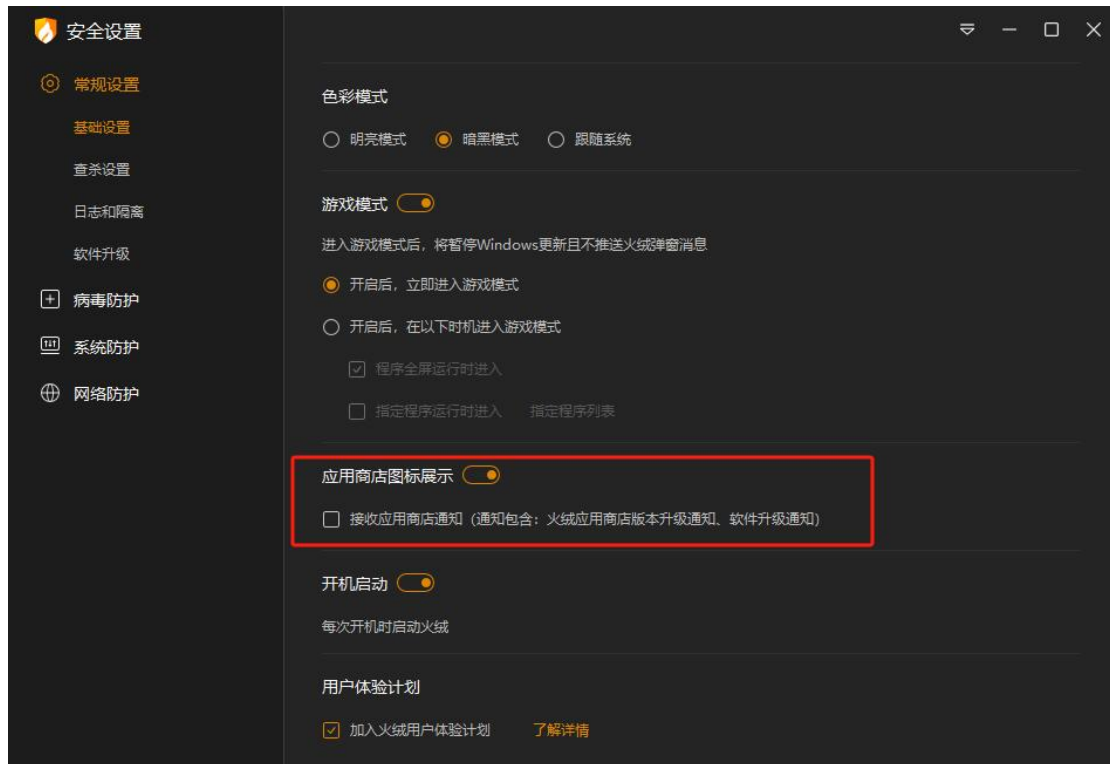 安全设置
常规设置
基础设置
查杀设置
日志和隔离
软件升级
病毒防护
系统防护
网络防护
色彩模式
明亮模式 暗黑模式 跟随系统
游戏模式
进入游戏模式后，将暂停Windows更新且不推送火绒弹窗消息
开启后，立即进入游戏模式
开启后，在以下时机进入游戏模式
程序全屏运行时进入
指定程序运行时进入 指定程序列表
应用商店图标展示
接收应用商店通知（通知包含：火绒应用商店版本升级通知、软件升级通知）
开机启动
每次开机时启动火绒
用户体验计划
加入火绒用户体验计划 了解详情